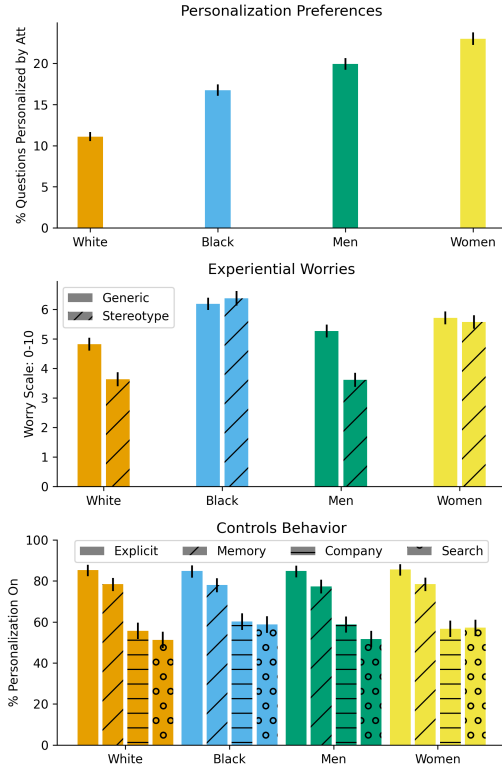 Personalization Preferences
% Questions Personalized by Att
20
15
10
5
0
White Black Men Women
Experiential Worries
Worry Scale: 0-10
Generic
Stereotype
6
5
4
3
2
1
0
White Black Men Women
Controls Behavior
% Personalization On
100
Explicit Memory Company Search
80
60
40
20
0
White Black Men Women